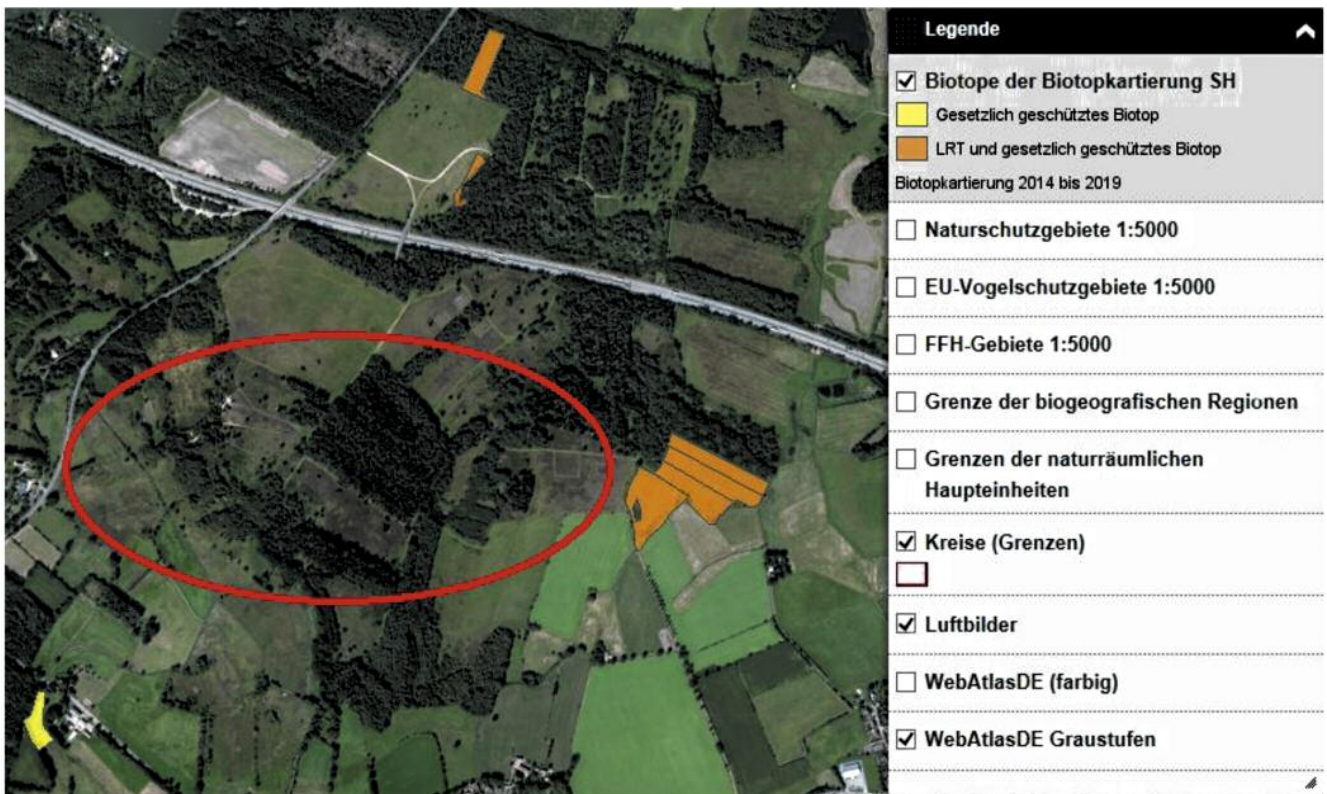 Legende
Biotope der Biotopkartierung SH
Gesetzlich geschütztes Biotop
LRT und gesetzlich geschütztes Biotop
Biotopkartierung 2014 bis 2019
Naturschutzgebiete 1:5000
EU-Vogelschutzgebiete 1:5000
FFH-Gebiete 1:5000
Grenze der biogeografischen Regionen
Grenzen der naturräumlichen
Haupteinheiten
Kreise (Grenzen)
Luftbilder
WebAtlasDE (farbig)
WebAtlasDE Graustufen